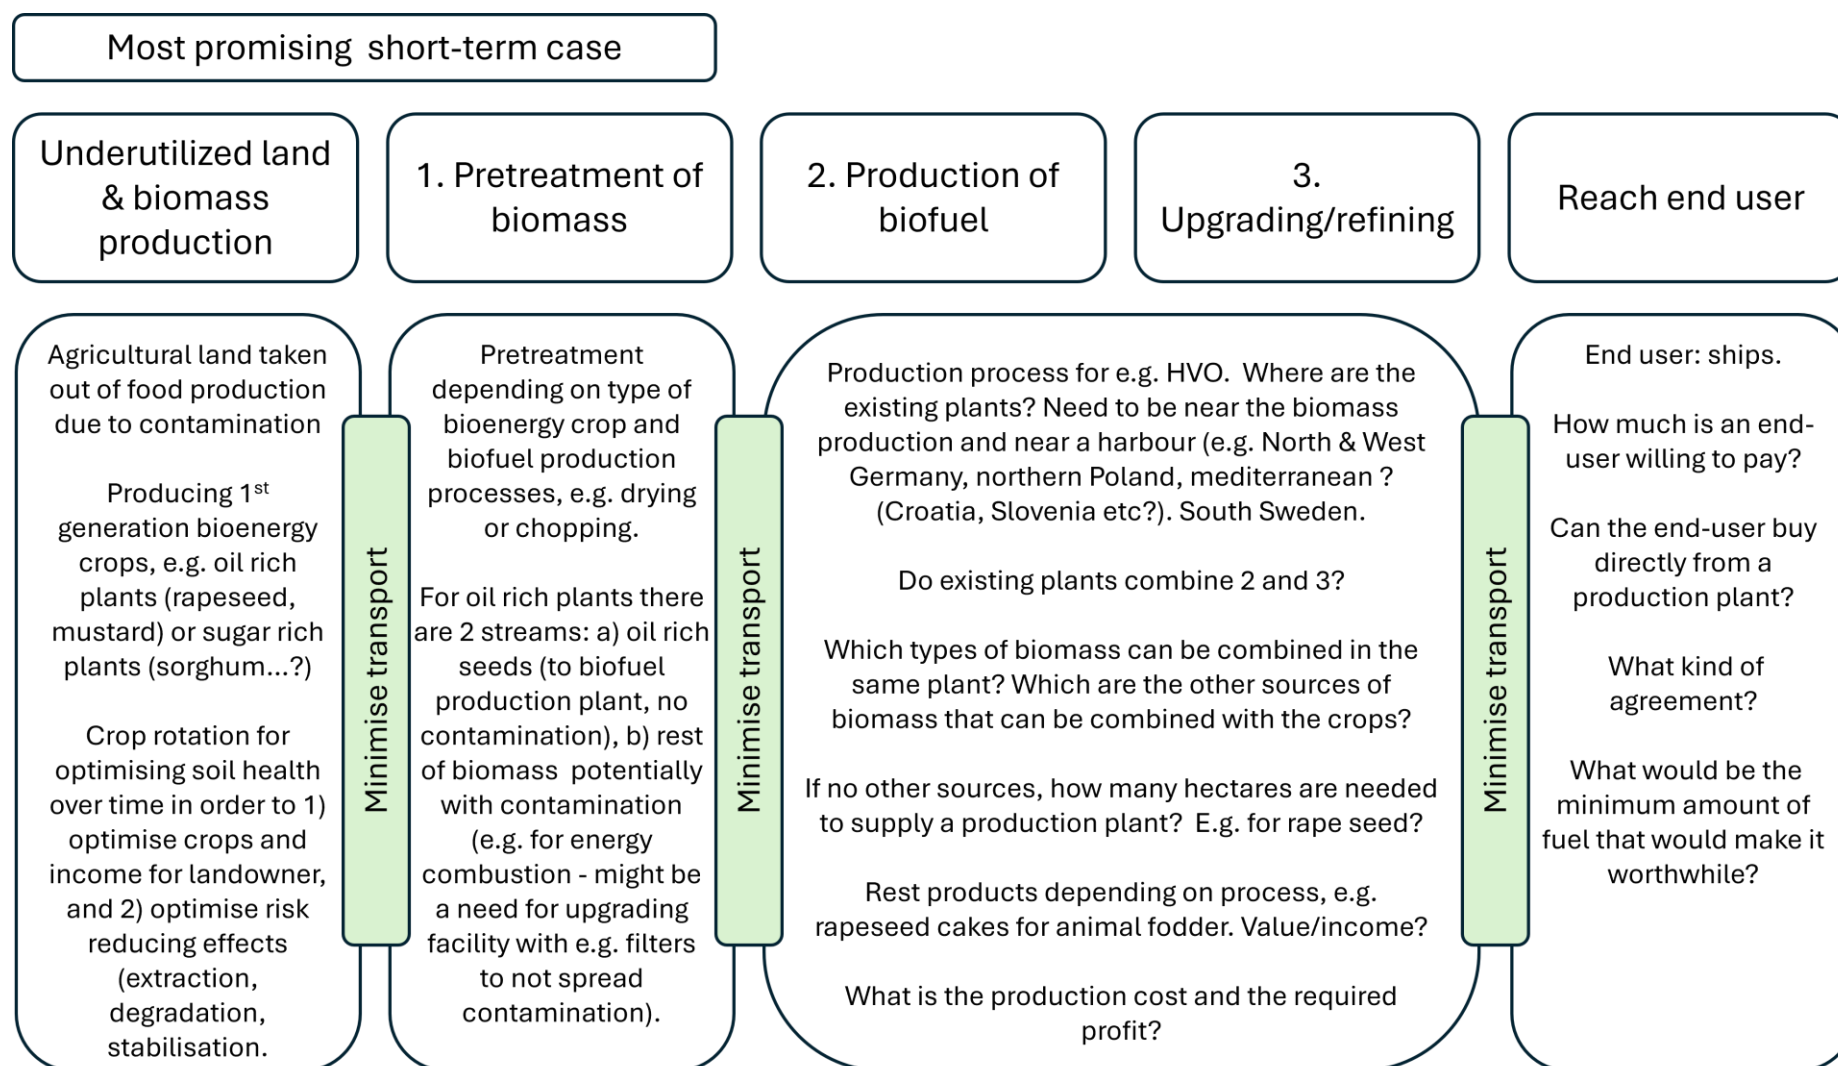 Most promising  short-term case
Underutilized land
& biomass
production
1. Pretreatment of
biomass
2. Production of
biofuel
3.
Upgrading/refining
Reach end user
Agricultural land taken
out of food production
due to contamination
Producing 1st
generation bioenergy
crops, e.g. oil rich
plants (rapeseed,
mustard) or sugar rich
plants (sorghum...?)
Crop rotation for
optimising soil health
over time in order to 1)
optimise crops and
income for landowner,
and 2) optimise risk
reducing effects
(extraction,
degradation,
stabilisation.
Minimise transport
Pretreatment
depending on type of
bioenergy crop and
biofuel production
processes, e.g. drying
or chopping.
For oil rich plants there
are 2 streams: a) oil rich
seeds (to biofuel
production plant, no
contamination), b) rest
of biomass  potentially
with contamination
(e.g. for energy
combustion - might be
a need for upgrading
facility with e.g. filters
to not spread
contamination).
Minimise transport
Production process for e.g. HVO.  Where are the
existing plants? Need to be near the biomass
production and near a harbour (e.g. North & West
Germany, northern Poland, mediterranean ?
(Croatia, Slovenia etc?). South Sweden.
Do existing plants combine 2 and 3?
Which types of biomass can be combined in the
same plant? Which are the other sources of
biomass that can be combined with the crops?
If no other sources, how many hectares are needed
to supply a production plant?  E.g. for rape seed?
Rest products depending on process, e.g.
rapeseed cakes for animal fodder. Value/income?
What is the production cost and the required
profit?
Minimise transport
End user: ships.
How much is an end-
user willing to pay?
Can the end-user buy
directly from a
production plant?
What kind of
agreement?
What would be the
minimum amount of
fuel that would make it
worthwhile?